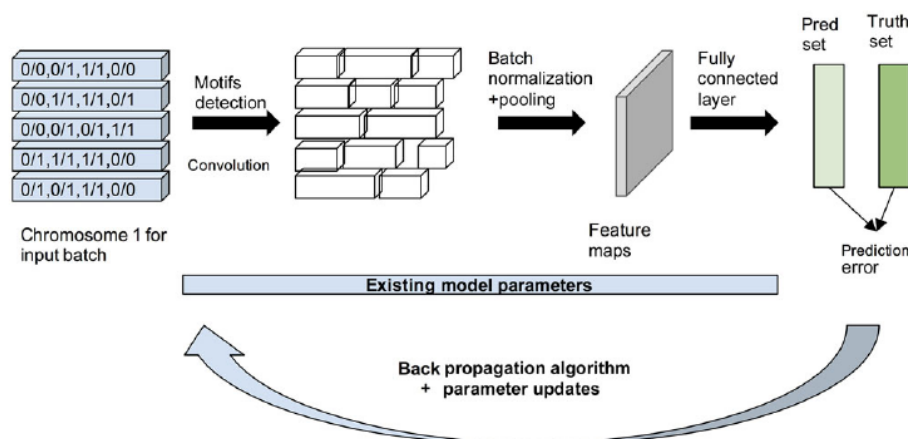 0/0,0/1,1/1,0/0
0/0,1/1,1/1,0/1
0/0,0/1,0/1,1/1
0/1,1/1,1/1,0/0
0/1,0/1,1/1,0/0
Chromosome 1 for
input batch
Motifs
detection
Convolution
Batch
normalization
+pooling
Feature
maps
Fully
connected
layer
Pred
set
Truth
set
Prediction
error
Existing model parameters
Back propagation algorithm
+ parameter updates